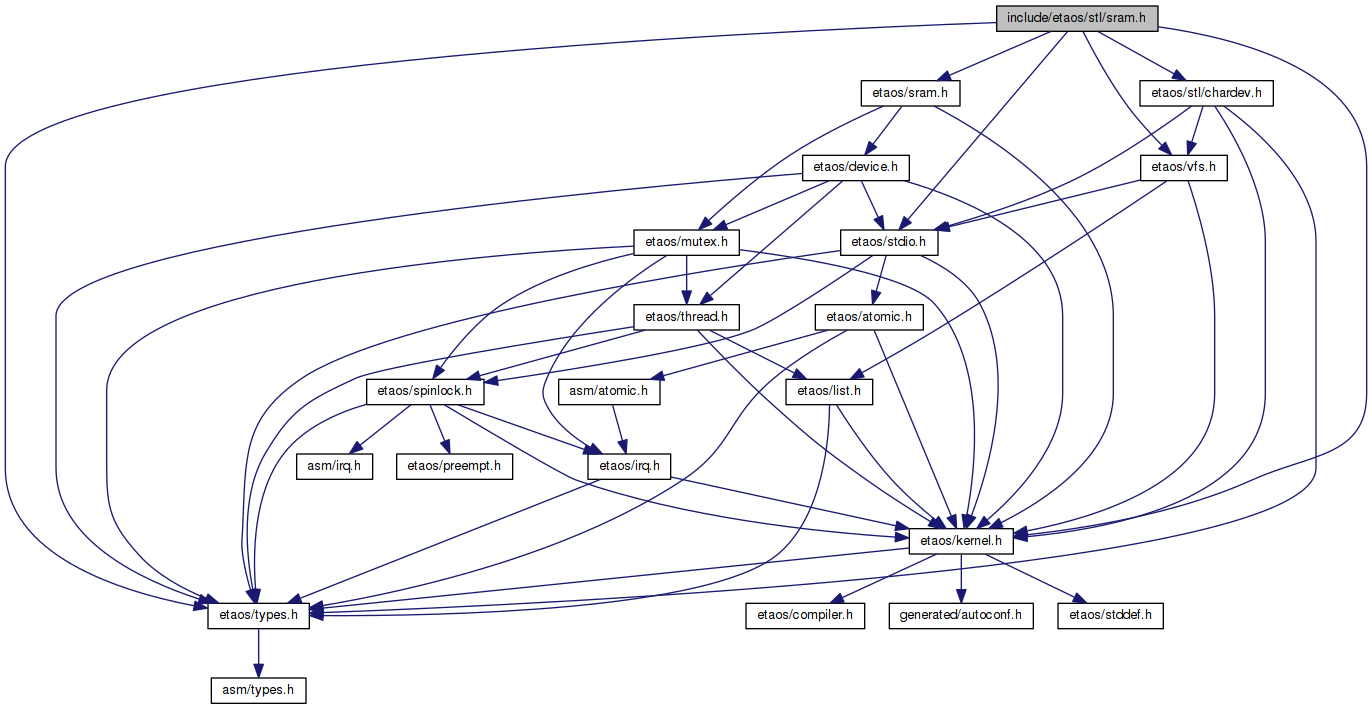 include/etaos/stl/sram.h
etaos/sram.h
etaos/stl/chardev.h
etaos/device.h
etaos/vfs.h
etaos/mutex.h
etaos/stdio.h
etaos/thread.h
etaos/atomic.h
etaos/spinlock.h
asm/atomic.h
etaos/list.h
asm/irq.h
etaos/preempt.h
etaos/irq.h
etaos/kernel.h
etaos/types.h
etaos/compiler.h
generated/autoconf.h
etaos/stddef.h
asm/types.h